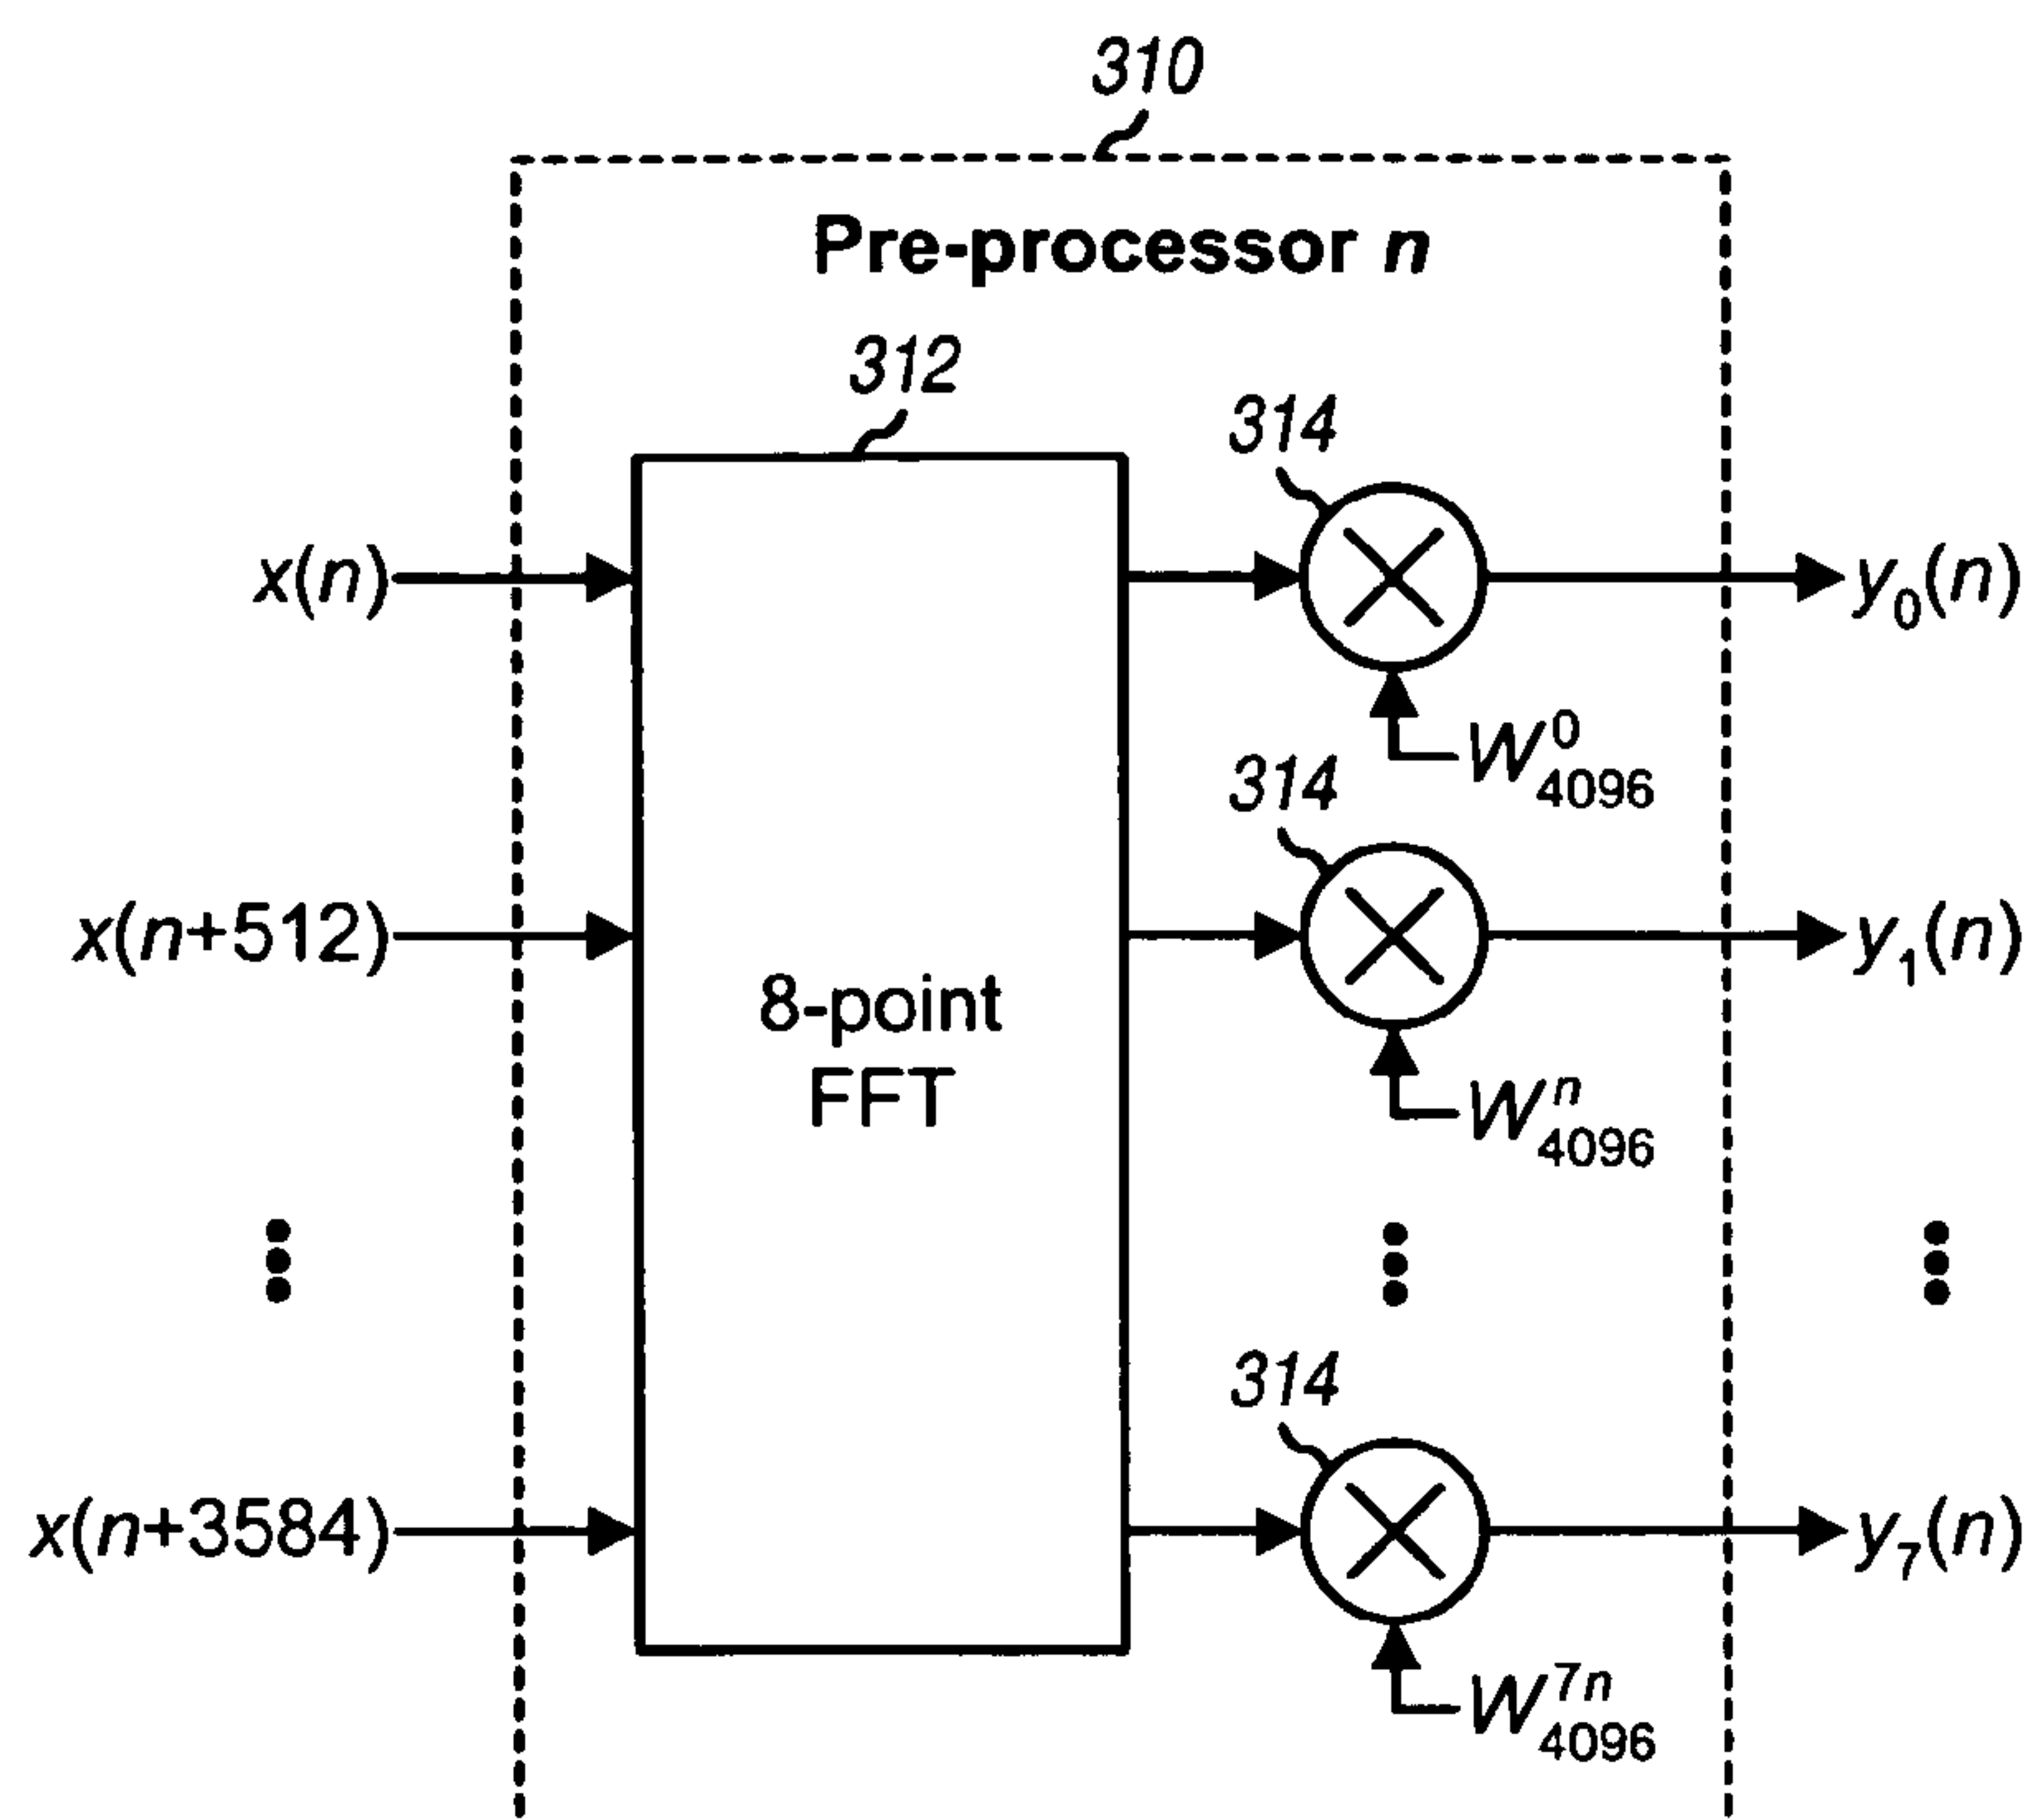 310
Pre-processor n
312
314
x(n)
y₀(n)
W⁰₄₀₉₆
314
x(n+512)
y₁(n)
8-point
FFT
Wⁿ₄₀₉₆
314
x(n+3584)
y₇(n)
W⁷ⁿ₄₀₉₆